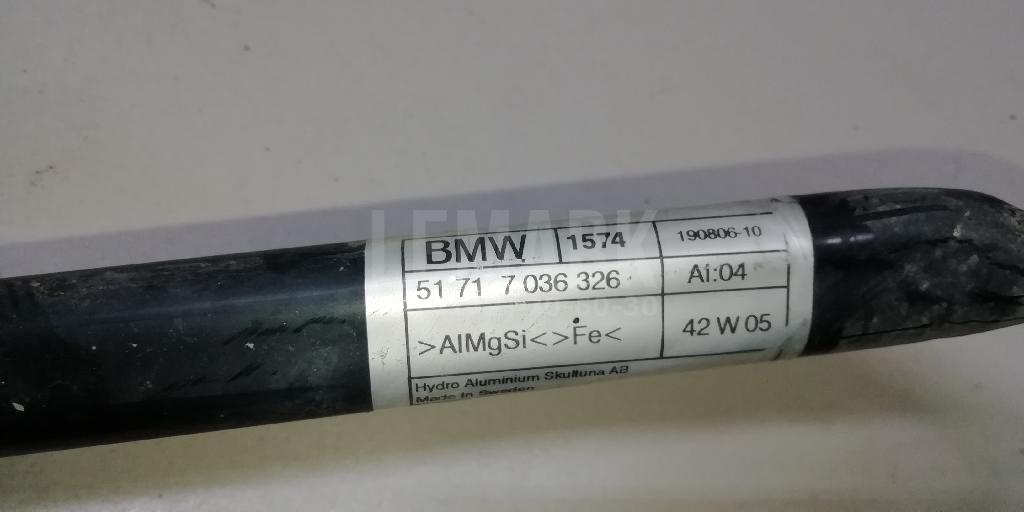 LEMARK
BMW 1574 190806-10
51 71 7 036 326 AI:04
>AlMgSi<>Fe< 42 W 05
Hydro Aluminium Skultuna AB
Made In Sweden